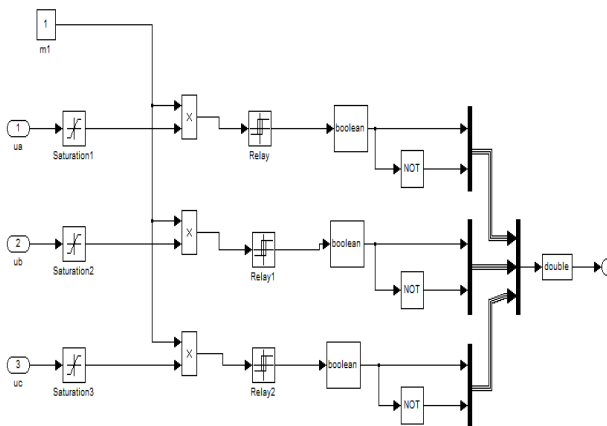 1
m1
1
ua
Saturation1
X
Relay
boolean
NOT
2
ub
Saturation2
X
Relay1
boolean
NOT
double
3
uc
Saturation3
X
Relay2
boolean
NOT